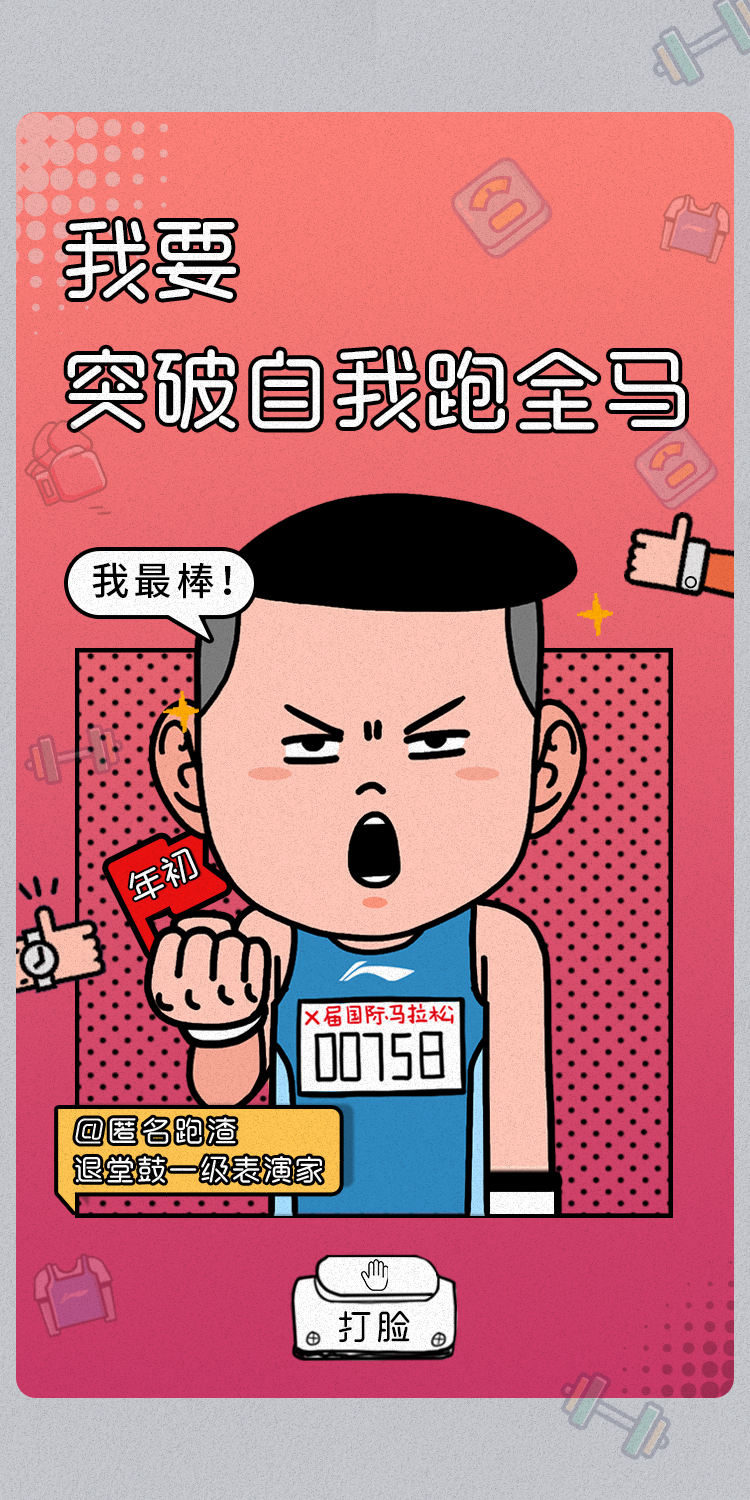 我要
突破自我跑全马
我最棒！
年初
X届国际马拉松
00758
@匿名跑渣
退堂鼓一级表演家
打脸